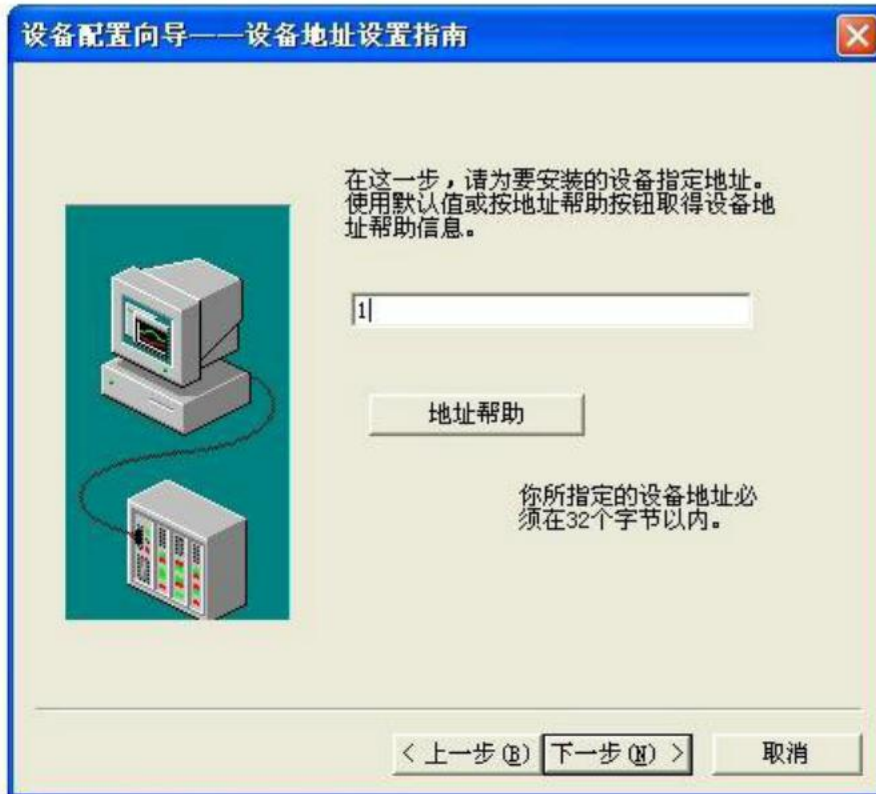 设备配置向导——设备地址设置指南
在这一步，请为要安装的设备指定地址。
使用默认值或按地址帮助按钮取得设备地
址帮助信息。
1
地址帮助
你所指定的设备地址必
须在32个字节以内。
< 上一步(B) 下一步(N) > 取消